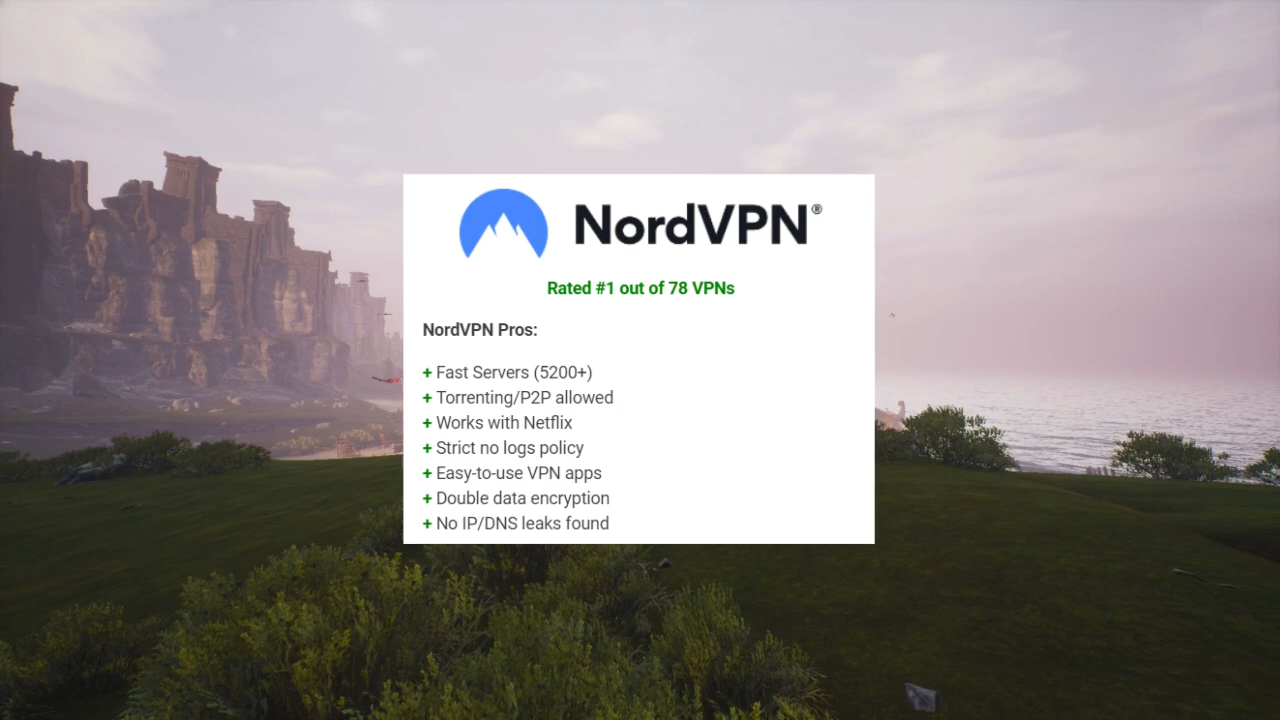 NordVPN®
Rated #1 out of 78 VPNs
NordVPN Pros:
+ Fast Servers (5200+)
+ Torrenting/P2P allowed
+ Works with Netflix
+ Strict no logs policy
+ Easy-to-use VPN apps
+ Double data encryption
+ No IP/DNS leaks found